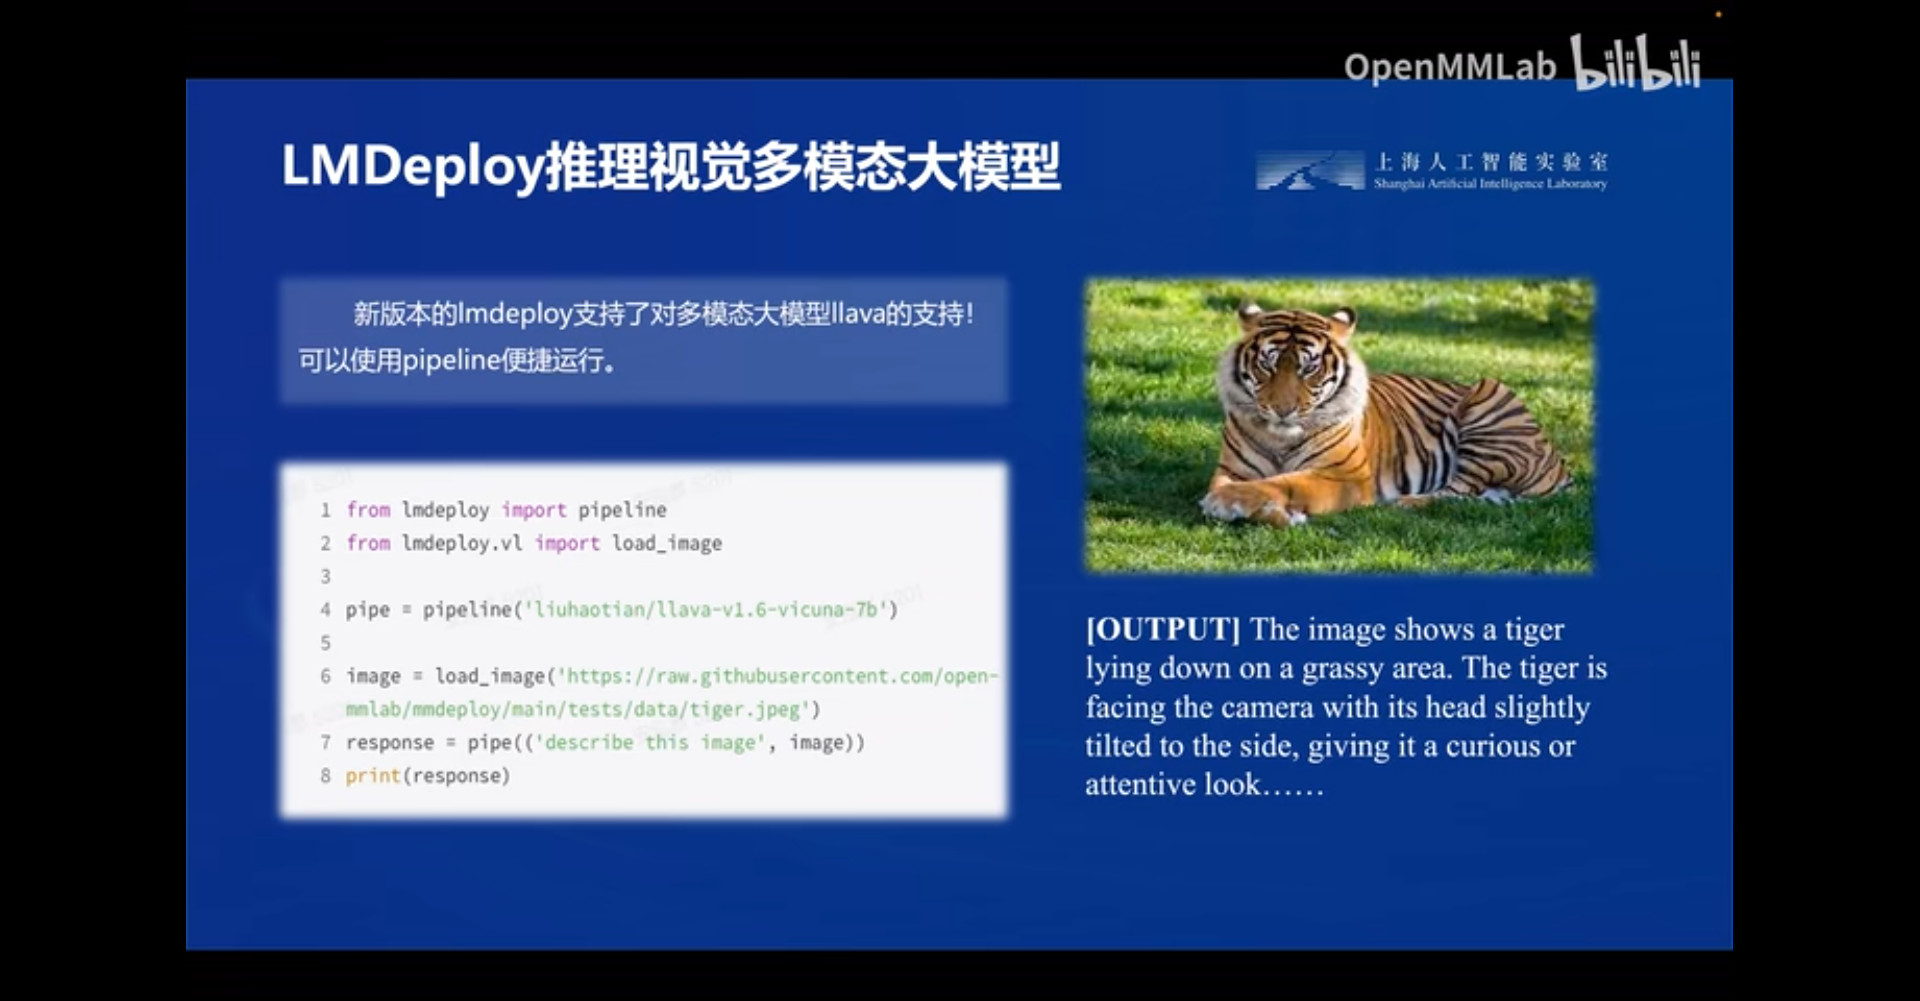 OpenMMLab bilibili
LMDeploy推理视觉多模态大模型
上海人工智能实验室
Shanghai Artificial Intelligence Laboratory
新版本的lmdeploy支持了对多模态大模型llava的支持！
可以使用pipeline便捷运行。
1 from lmdeploy import pipeline
2 from lmdeploy.vl import load_image
3
4 pipe = pipeline('liuhaotian/llava-v1.6-vicuna-7b')
5
6 image = load_image('https://raw.githubusercontent.com/open-
mmlab/mmdeploy/main/tests/data/tiger.jpeg')
7 response = pipe(('describe this image', image))
8 print(response)
[OUTPUT] The image shows a tiger
lying down on a grassy area. The tiger is
facing the camera with its head slightly
tilted to the side, giving it a curious or
attentive look……